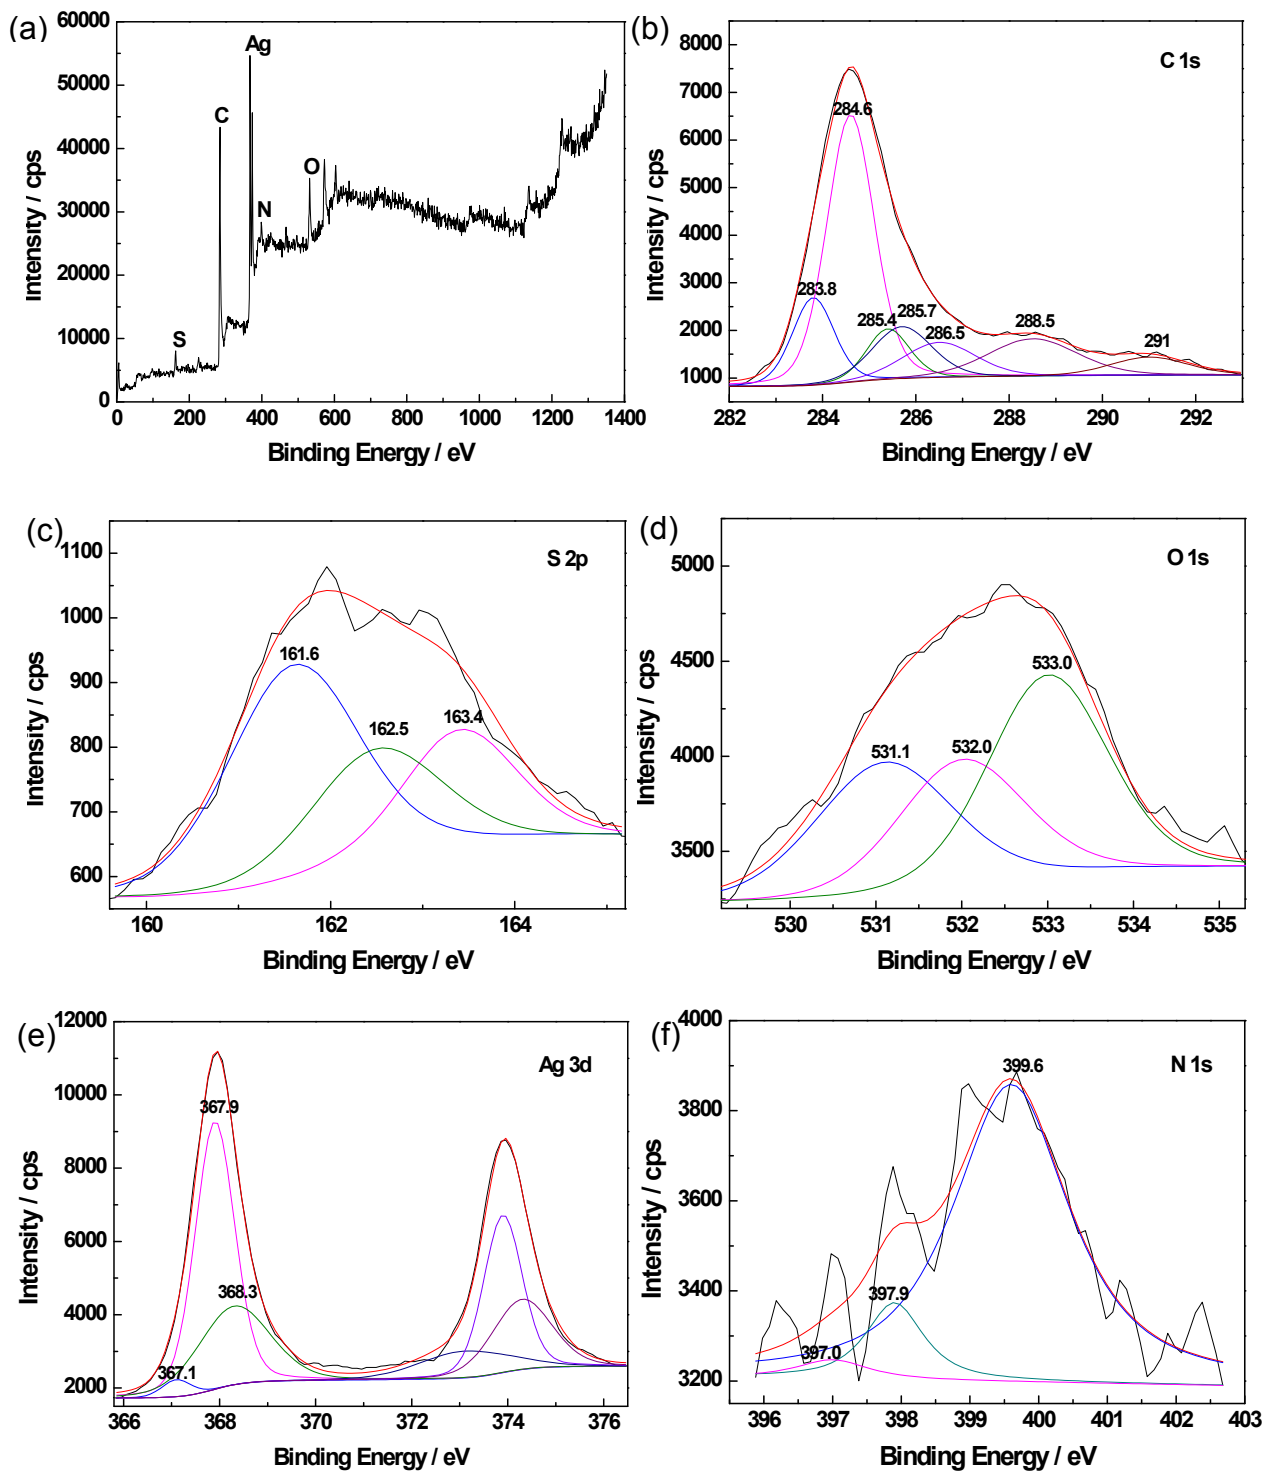 (a)
60000
50000
40000
30000
20000
10000
0
Intensity / cps
Ag
C
N
O
S
0 200 400 600 800 1000 1200 1400
Binding Energy / eV
(b)
8000
7000
6000
5000
4000
3000
2000
1000
Intensity / cps
C 1s
284.6
283.8
285.4
285.7
286.5
288.5
291
282 284 286 288 290 292
Binding Energy / eV
(c)
1100
1000
900
800
700
600
Intensity / cps
S 2p
161.6
162.5
163.4
160 162 164
Binding Energy / eV
(d)
5000
4500
4000
3500
Intensity / cps
O 1s
531.1
532.0
533.0
530 531 532 533 534 535
Binding Energy / eV
(e)
12000
10000
8000
6000
4000
2000
Intensity / cps
Ag 3d
367.9
368.3
367.1
366 368 370 372 374 376
Binding Energy / eV
(f)
4000
3800
3600
3400
3200
Intensity / cps
N 1s
399.6
397.9
397.0
396 397 398 399 400 401 402 403
Binding Energy / eV